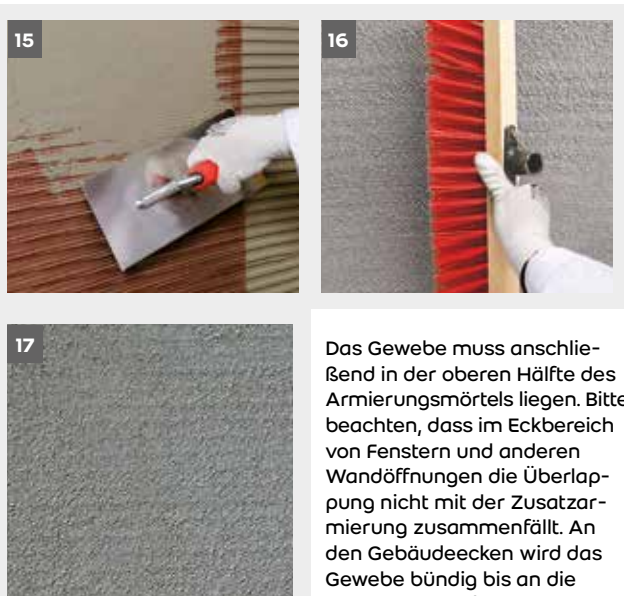 15
16
17
Das Gewebe muss anschlie-
ßend in der oberen Hälfte des
Armierungsmörtels liegen. Bitte
beachten, dass im Eckbereich
von Fenstern und anderen
Wandöffnungen die Überlap-
pung nicht mit der Zusatzar-
mierung zusammenfällt. An
den Gebäudeecken wird das
Gewebe bündig bis an die